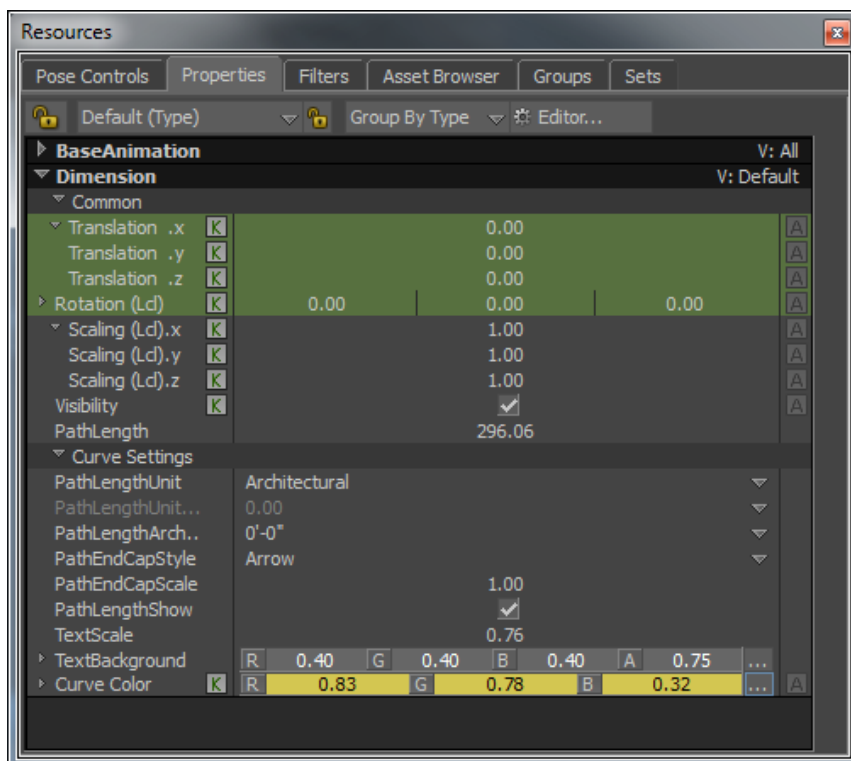 Resources
Pose Controls Properties Filters Asset Browser Groups Sets
Default (Type) Group By Type Editor...
BaseAnimation V: All
Dimension V: Default
Common
Translation .x K 0.00 A
Translation .y K 0.00 A
Translation .z K 0.00 A
Rotation (Lcl) K 0.00 0.00 0.00 A
Scaling (Lcl).x K 1.00 A
Scaling (Lcl).y K 1.00 A
Scaling (Lcl).z K 1.00 A
Visibility K A
PathLength 296.06
Curve Settings
PathLengthUnit Architectural
PathLengthUnit... 0.00
PathLengthArch.. 0'-0"
PathEndCapStyle Arrow
PathEndCapScale 1.00
PathLengthShow
TextScale 0.76
TextBackground R 0.40 G 0.40 B 0.40 A 0.75 ...
Curve Color K R 0.83 G 0.78 B 0.32 ... A